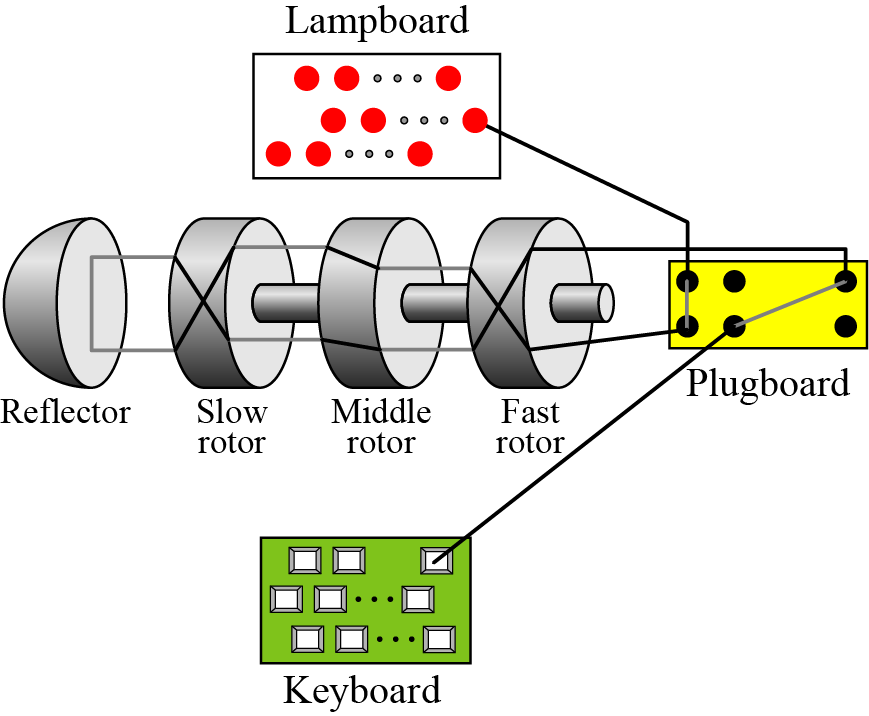 Lampboard
Reflector
Slow
rotor
Middle
rotor
Fast
rotor
Plugboard
Keyboard